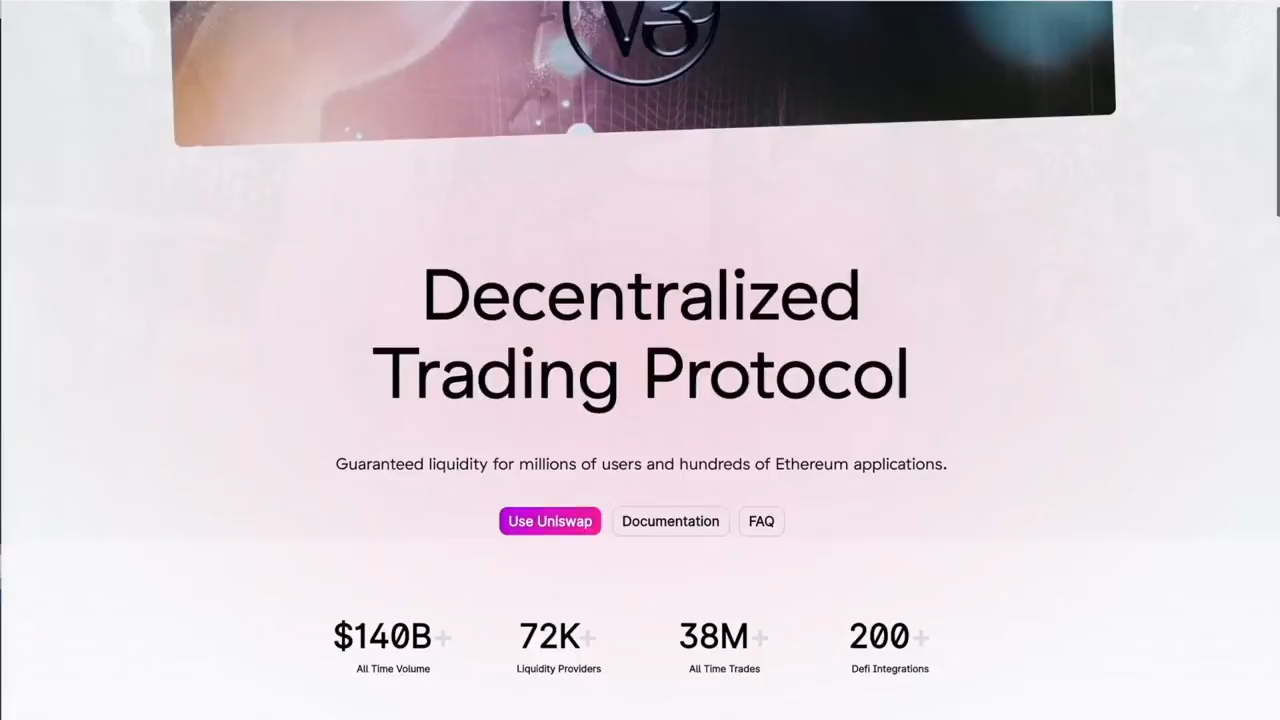 V3
Decentralized
Trading Protocol
Guaranteed liquidity for millions of users and hundreds of Ethereum applications.
Use Uniswap
Documentation
FAQ
$140B+
72K+
38M+
200+
All Time Volume
Liquidity Providers
All Time Trades
Defi Integrations